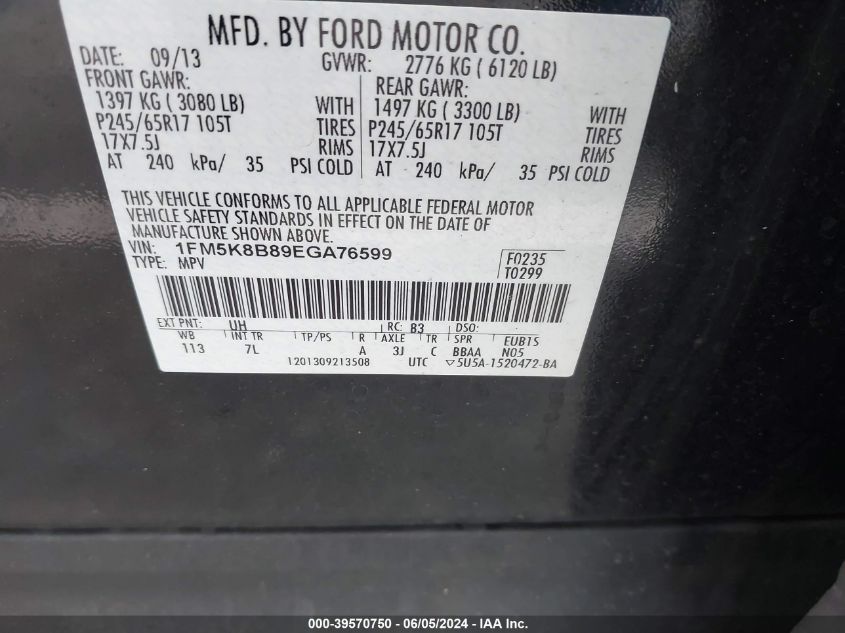 MFD. BY FORD MOTOR CO.
DATE: 09/13 GVWR: 2776 KG ( 6120 LB)
FRONT GAWR: REAR GAWR:
1397 KG ( 3080 LB) WITH 1497 KG ( 3300 LB) WITH
P245/65R17 105T TIRES P245/65R17 105T TIRES
17X7.5J RIMS 17X7.5J RIMS
AT 240 kPa/ 35 PSI COLD AT 240 kPa/ 35 PSI COLD
THIS VEHICLE CONFORMS TO ALL APPLICABLE FEDERAL MOTOR
VEHICLE SAFETY STANDARDS IN EFFECT ON THE DATE OF
MANUFACTURE SHOWN ABOVE.
VIN: 1FM5K8B89EGA76599 F0235
TYPE: MPV T0299
EXT PNT: UH RC: B3 DSO:
WB INT TR TP/PS R AXLE TR SPR EUB1S
113 7L A 3J C BBAA N05
1201309213508 UTC ▽5U5A-1520472-BA
000-39570750 - 06/05/2024 - IAA Inc.